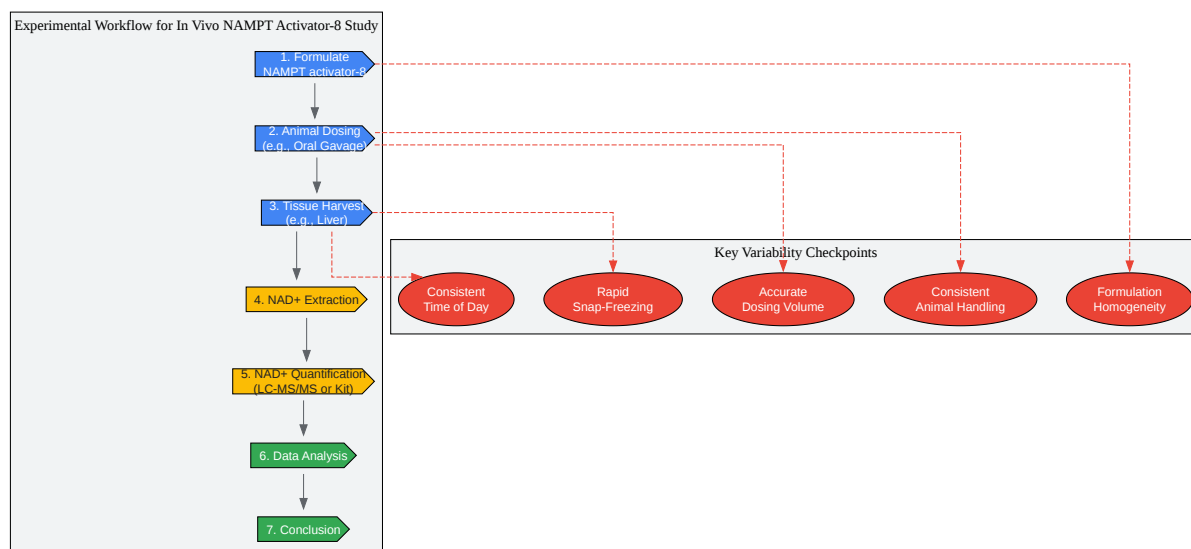 Experimental Workflow for In Vivo NAMPT Activator-8 Study
1. Formulate
NAMPT activator-8
2. Animal Dosing
(e.g., Oral Gavage)
3. Tissue Harvest
(e.g., Liver)
4. NAD+ Extraction
5. NAD+ Quantification
(LC-MS/MS or Kit)
6. Data Analysis
7. Conclusion
Key Variability Checkpoints
Consistent
Time of Day
Rapid
Snap-Freezing
Accurate
Dosing Volume
Consistent
Animal Handling
Formulation
Homogeneity